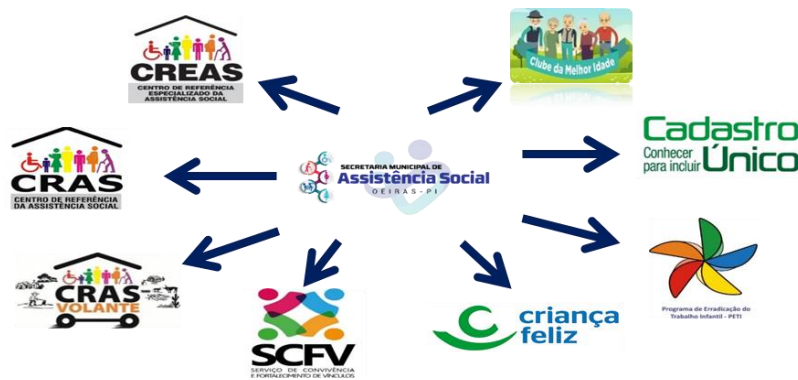 CREAS
CENTRO DE REFERÊNCIA
ESPECIALIZADO DA
ASSISTÊNCIA SOCIAL
Clube da Melhor Idade
CRAS
CENTRO DE REFERÊNCIA
DA ASSISTÊNCIA SOCIAL
SECRETARIA MUNICIPAL DE
Assistência Social
OEIRAS-PI
Cadastro
Conhecer
para incluir Único
CRAS
VOLANTE
SCFV
SERVIÇO DE CONVIVÊNCIA
E FORTALECIMENTO DE VÍNCULOS
criança
feliz
Programa de Erradicação do
Trabalho Infantil - PETI